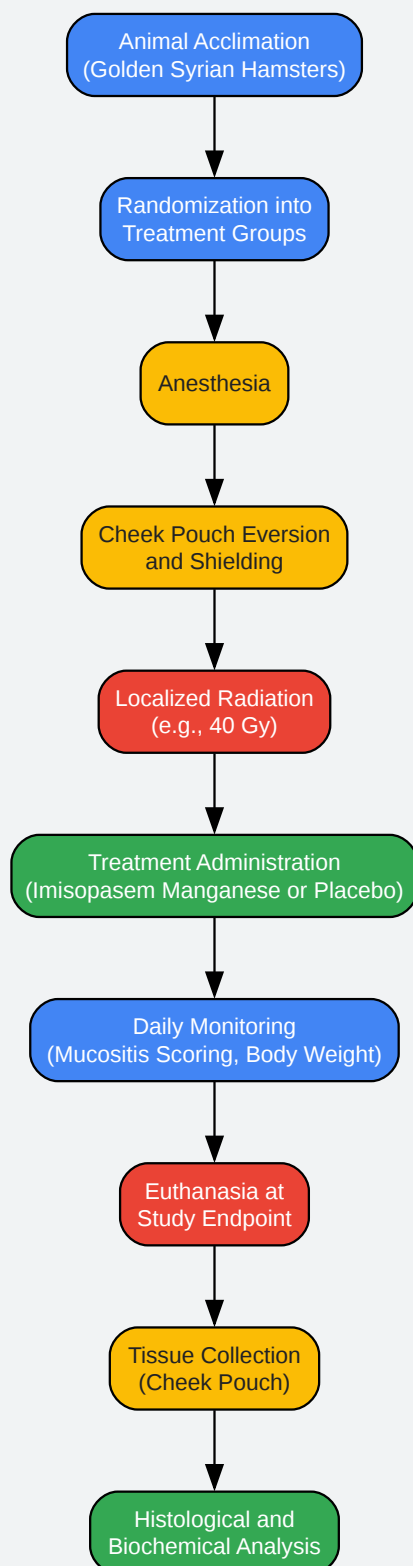 Animal Acclimation
(Golden Syrian Hamsters)
Randomization into
Treatment Groups
Anesthesia
Cheek Pouch Eversion
and Shielding
Localized Radiation
(e.g., 40 Gy)
Treatment Administration
(Imisopasem Manganese or Placebo)
Daily Monitoring
(Mucositis Scoring, Body Weight)
Euthanasia at
Study Endpoint
Tissue Collection
(Cheek Pouch)
Histological and
Biochemical Analysis